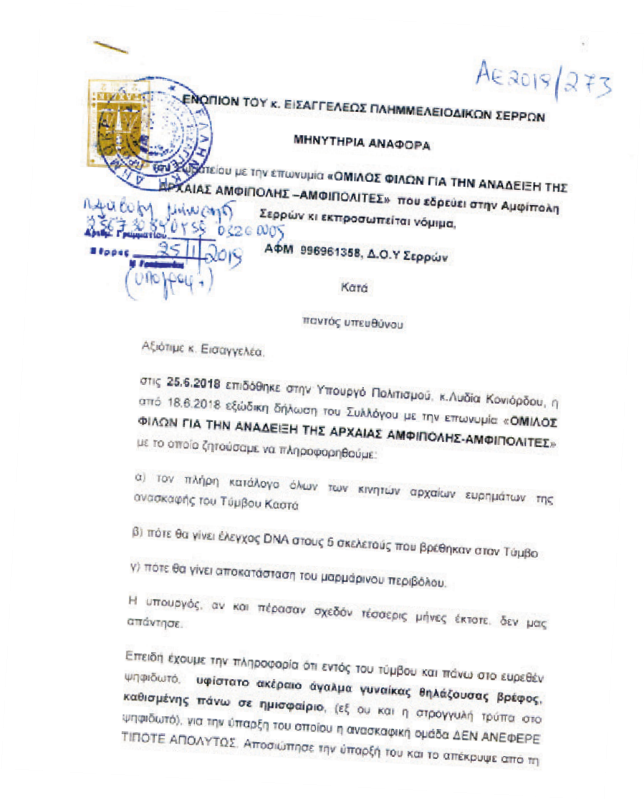 ΑΕ2019/273
ΕΝΩΠΙΟΝ ΤΟΥ κ. ΕΙΣΑΓΓΕΛΕΩΣ ΠΛΗΜΜΕΛΕΙΟΔΙΚΩΝ ΣΕΡΡΩΝ
ΜΗΝΥΤΗΡΙΑ ΑΝΑΦΟΡΑ
Σωματείου με την επωνυμία «ΟΜΙΛΟΣ ΦΙΛΩΝ ΓΙΑ ΤΗΝ ΑΝΑΔΕΙΞΗ ΤΗΣ
ΑΡΧΑΙΑΣ ΑΜΦΙΠΟΛΗΣ –ΑΜΦΙΠΟΛΙΤΕΣ» που εδρεύει στην Αμφίπολη
Σερρών κι εκπροσωπείται νόμιμα,
ΑΦΜ 996961358, Δ.Ο.Υ Σερρών
Αριθμ. Γραμματίου
Σέρρες 25/1/2019
Η Γραμματέας
(υπογρ.)
Κατά
παντός υπευθύνου
Αξιότιμε κ. Εισαγγελέα,
στις 25.6.2018 επιδόθηκε στην Υπουργό Πολιτισμού, κ.Λυδία Κονιόρδου, η
από 18.6.2018 εξώδικη δήλωση του Συλλόγου με την επωνυμία «ΟΜΙΛΟΣ
ΦΙΛΩΝ ΓΙΑ ΤΗΝ ΑΝΑΔΕΙΞΗ ΤΗΣ ΑΡΧΑΙΑΣ ΑΜΦΙΠΟΛΗΣ-ΑΜΦΙΠΟΛΙΤΕΣ»
με το οποίο ζητούσαμε να πληροφορηθούμε:
α) τον πλήρη κατάλογο όλων των κινητών αρχαίων ευρημάτων της
ανασκαφής του Τύμβου Καστά
β) πότε θα γίνει έλεγχος DNA στους 5 σκελετούς που βρέθηκαν στον Τύμβο
γ) πότε θα γίνει αποκατάσταση του μαρμάρινου περιβόλου.
Η υπουργός, αν και πέρασαν σχεδόν τέσσερις μήνες έκτοτε, δεν μας
απάντησε.
Επειδή έχουμε την πληροφορία ότι εντός του τύμβου και πάνω στο ευρεθέν
ψηφιδωτό, υφίστατο ακέραιο άγαλμα γυναίκας θηλάζουσας βρέφος,
καθισμένης πάνω σε ημισφαίριο, (εξ ου και η στρογγυλή τρύπα στο
ψηφιδωτό), για την ύπαρξη του οποίου η ανασκαφική ομάδα ΔΕΝ ΑΝΕΦΕΡΕ
ΤΙΠΟΤΕ ΑΠΟΛΥΤΩΣ. Αποσιώπησε την ύπαρξή του και το απέκρυψε απο τη